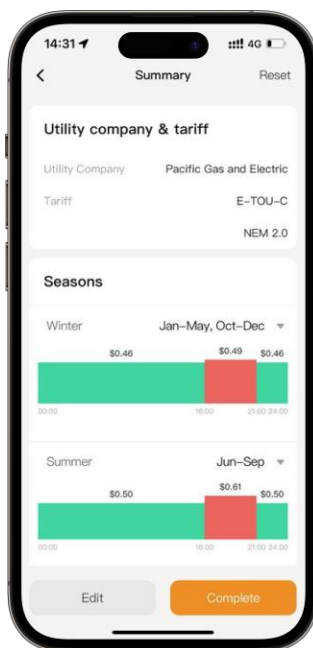 14:31 4G
Summary Reset
Utility company & tariff
Utility Company Pacific Gas and Electric
Tariff E-TOU-C
NEM 2.0
Seasons
Winter Jan-May, Oct-Dec
$0.46 $0.49 $0.46
00:00 16:00 21:00 24:00
Summer Jun-Sep
$0.50 $0.61 $0.50
00:00 16:00 21:00 24:00
Edit Complete